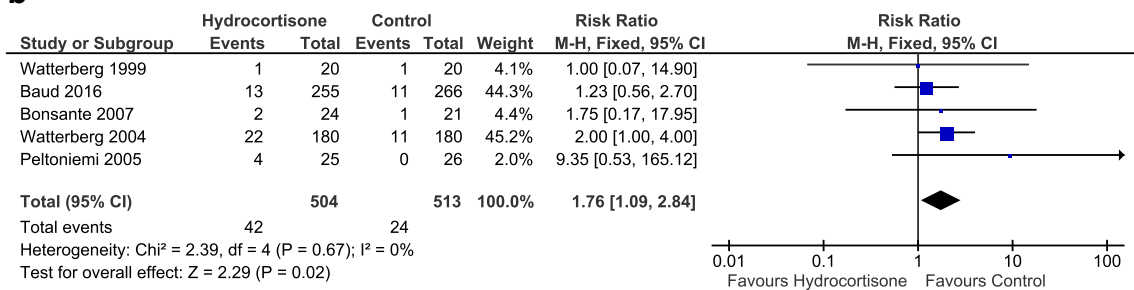 Hydrocortisone Control Risk Ratio Risk Ratio
Study or Subgroup Events Total Events Total Weight M-H, Fixed, 95% CI M-H, Fixed, 95% CI
Watterberg 1999 1 20 1 20 4.1% 1.00 [0.07, 14.90]
Baud 2016 13 255 11 266 44.3% 1.23 [0.56, 2.70]
Bonsante 2007 2 24 1 21 4.4% 1.75 [0.17, 17.95]
Watterberg 2004 22 180 11 180 45.2% 2.00 [1.00, 4.00]
Peltoniemi 2005 4 25 0 26 2.0% 9.35 [0.53, 165.12]
Total (95% CI) 504 513 100.0% 1.76 [1.09, 2.84]
Total events 42 24
Heterogeneity: Chi² = 2.39, df = 4 (P = 0.67); I² = 0%
Test for overall effect: Z = 2.29 (P = 0.02)
0.01 0.1 1 10 100
Favours Hydrocortisone Favours Control